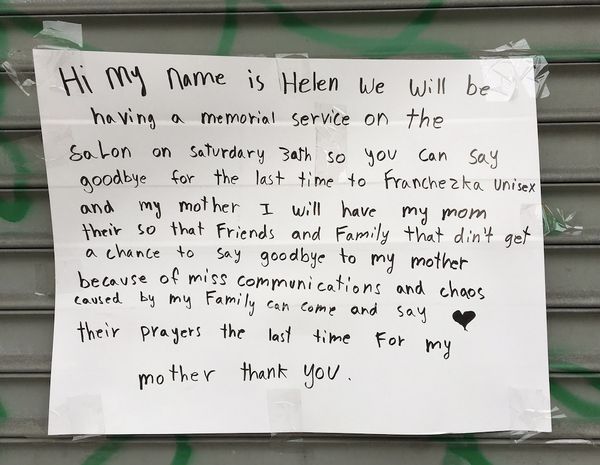 Hi my name is Helen we will be
having a memorial service on the
salon on saturdary 30th so you can say
goodbye for the last time to Franchezka unisex
and my mother I will have my mom
their so that Friends and Family that din't get
a chance to say goodbye to my mother
because of miss communications and chaos
caused by my Family can come and say
their prayers the last time For my
mother thank you.